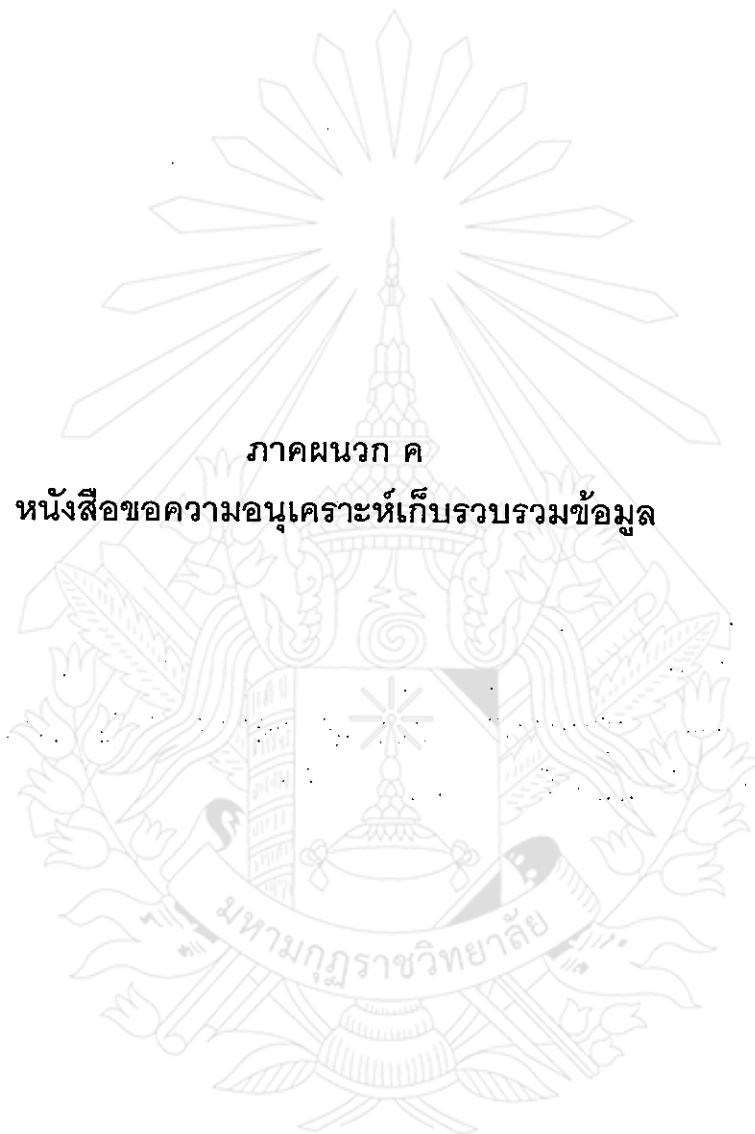 ภาคผนวก ค
หนังสือขอความอนุเคราะห์เก็บรวบรวมข้อมูล
มหามกุฏราชวิทยาลัย